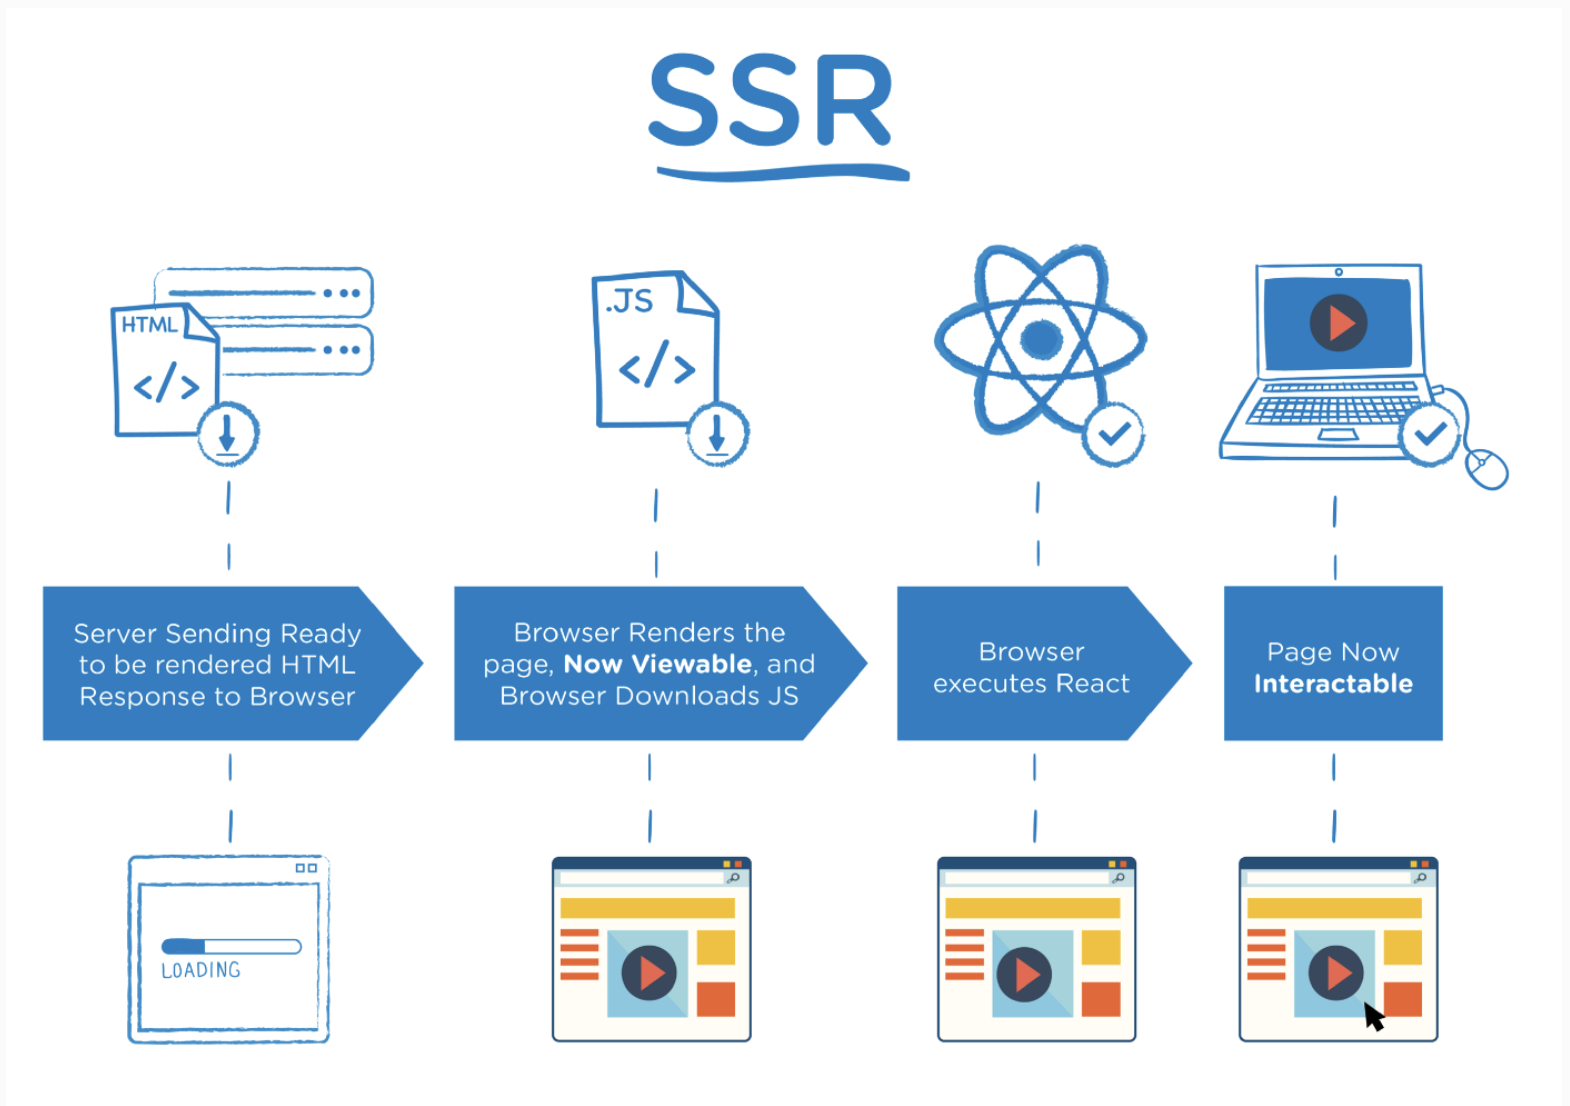 SSR
HTML
</>
.JS
</>
Server Sending Ready
to be rendered HTML
Response to Browser
Browser Renders the
page, Now Viewable, and
Browser Downloads JS
Browser
executes React
Page Now
Interactable
LOADING